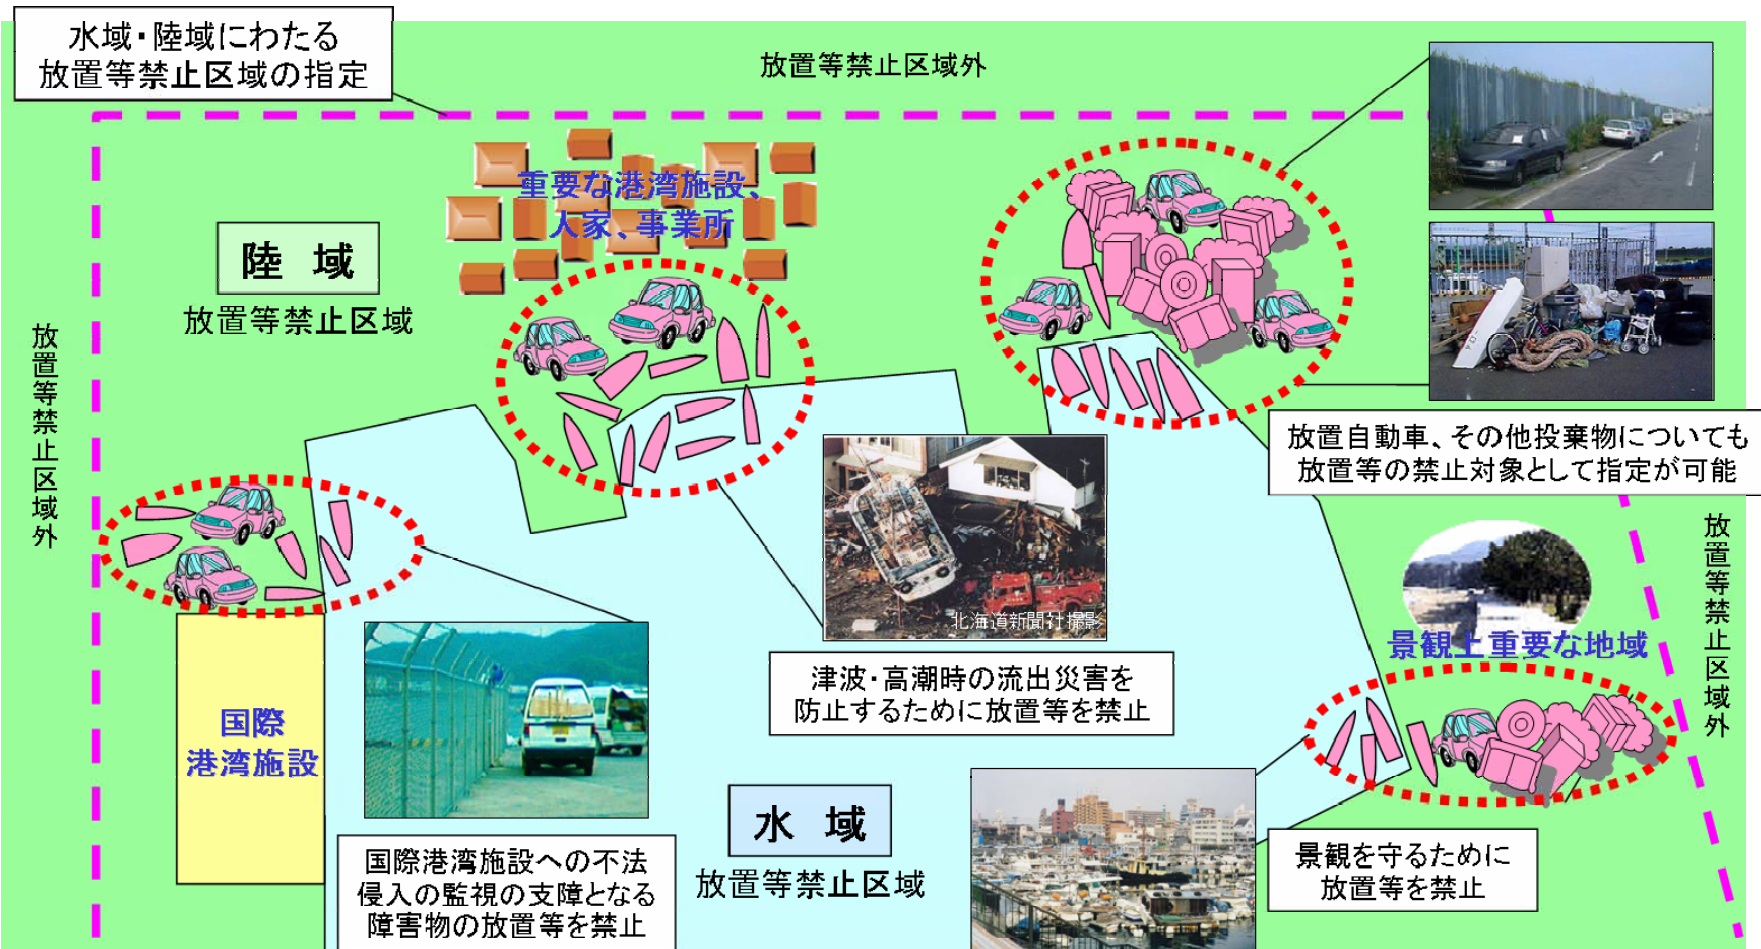 水域・陸域にわたる
放置等禁止区域の指定
放置等禁止区域外
重要な港湾施設、
人家、事業所
陸 域
放置等禁止区域
放置等禁止区域外
放置自動車、その他投棄物についても
放置等の禁止対象として指定が可能
北海道新聞社撮影
放置等禁止区域外
景観上重要な地域
津波・高潮時の流出災害を
防止するために放置等を禁止
国際
港湾施設
水 域
放置等禁止区域
景観を守るために
放置等を禁止
国際港湾施設への不法
侵入の監視の支障となる
障害物の放置等を禁止